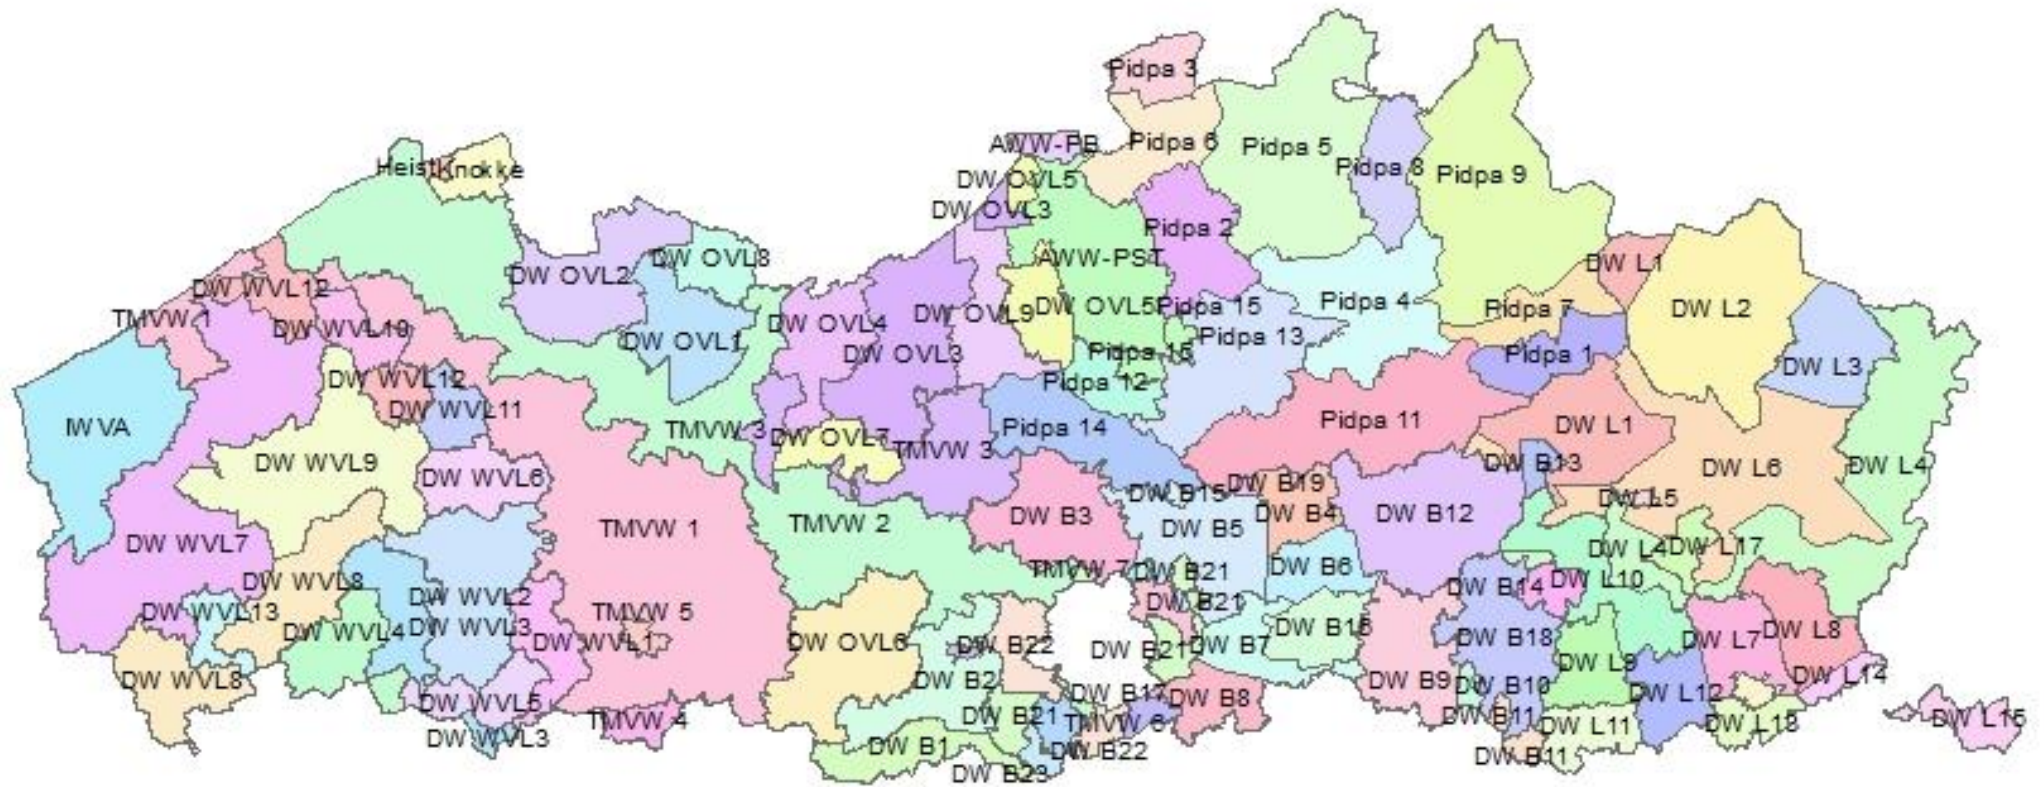 Pidpa 3
AWW-PB
Pidpa 6
Pidpa 5
Heist
Knokke
Pidpa 8
Pidpa 9
DW OVL5
DW OVL3
Pidpa 2
DW OVL2
DW OVL8
AWW-PST
DW L1
DW WVL12
TMVW 1
DW WVL10
DW OVL4
DW OVL9
DW OVL5
Pidpa 15
Pidpa 4
Pidpa 7
DW L2
DW OVL1
DW OVL3
Pidpa 13
Pidpa 1
DW WVL12
Pidpa 12
DW L3
DW WVL11
IWVA
TMVW 3
DW OVL7
TMVW 3
Pidpa 14
Pidpa 11
DW L1
DW WVL9
DW WVL6
DW B13
DW L6
DW L4
DW B15
DW B19
DW L5
TMVW 1
TMVW 2
DW B3
DW B5
DW B4
DW B12
DW WVL7
DW L4
DW L17
DW WVL8
TMVW 7
DW B21
DW B6
DW B14
DW L10
DW WVL2
DW B21
DW WVL13
TMVW 5
DW WVL4
DW WVL3
DW WVL1
DW OVL6
DW B22
DW B21
DW B7
DW B16
DW B18
DW L7
DW L8
DW L9
DW WVL8
DW B2
DW B9
DW B10
DW L14
DW WVL5
DW B17
DW B8
DW L12
TMVW 4
DW B21
TMVW 6
DW B11
DW L11
DW L13
DW L15
DW WVL3
DW B1
DW B22
DW B11
DW B23